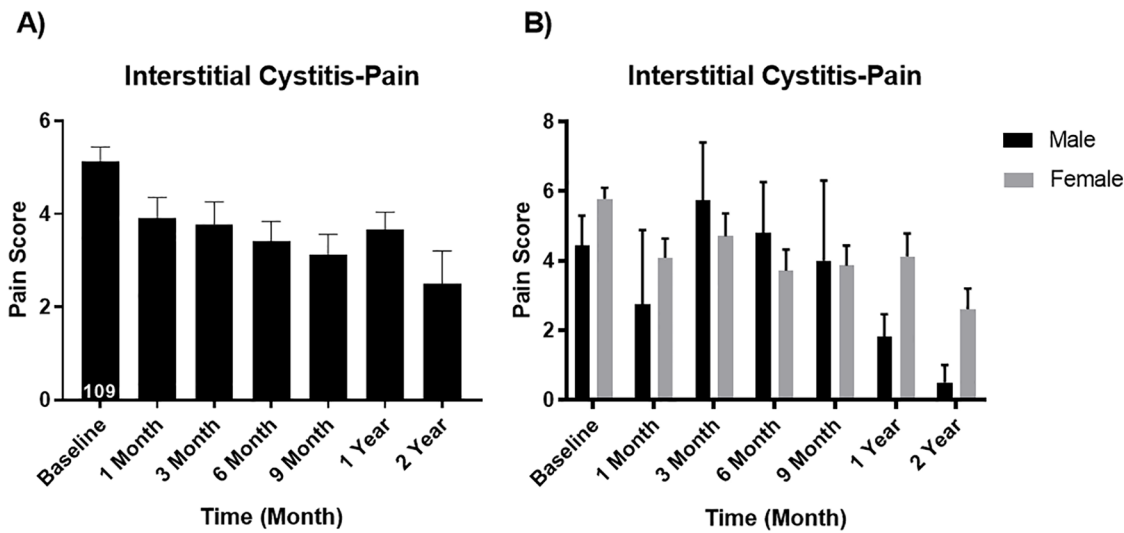 A)
Interstitial Cystitis-Pain
Pain Score
6
4
2
0
109
Baseline
1 Month
3 Month
6 Month
9 Month
1 Year
2 Year
Time (Month)
B)
Interstitial Cystitis-Pain
Pain Score
8
6
4
2
0
Baseline
1 Month
3 Month
6 Month
9 Month
1 Year
2 Year
Time (Month)
Male
Female